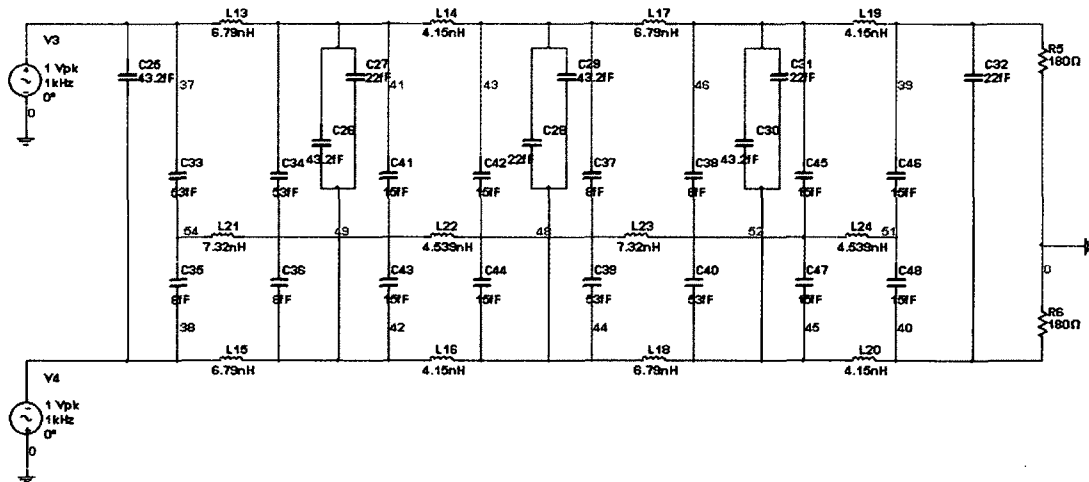 L13
6.79nH
L14
4.15nH
L17
6.79nH
L19
4.15nH
V3
1 Vpk
1kHz
0°
0
C25
43.2fF
37
C27
22fF
41
43
C29
43.2fF
46
C31
22fF
39
C32
22fF
R5
180Ω
C26
43.2fF
C28
22fF
C30
43.2fF
C33
53fF
C34
53fF
C41
15fF
C42
15fF
C37
8fF
C38
8fF
C45
15fF
C46
15fF
54
L21
7.32nH
49
L22
4.539nH
48
L23
7.32nH
52
L24
4.539nH
51
0
C35
8fF
C36
8fF
C43
15fF
C44
15fF
C39
53fF
C40
53fF
C47
15fF
C48
15fF
R6
180Ω
38
42
44
45
40
L15
6.79nH
L16
4.15nH
L18
6.79nH
L20
4.15nH
V4
1 Vpk
1kHz
0°
0